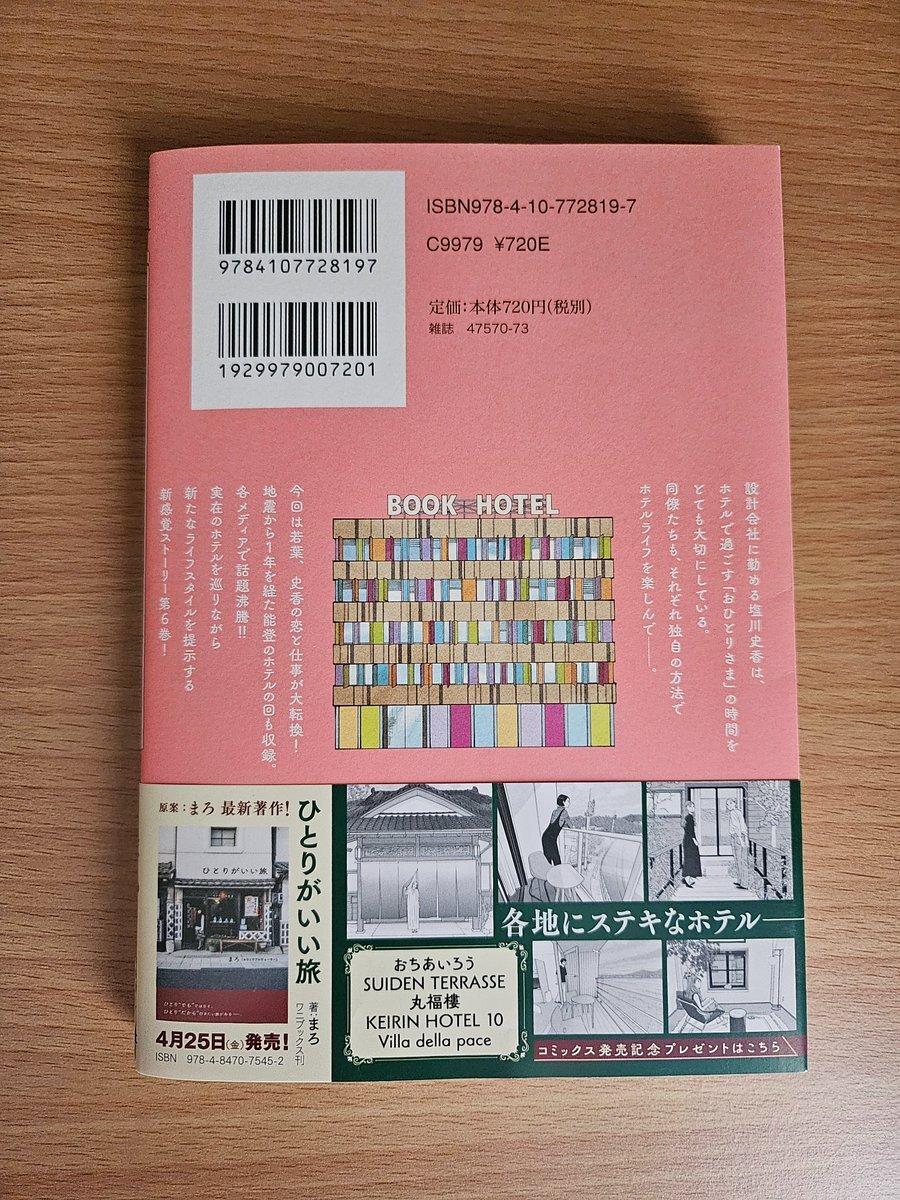 9784107728197
1929979007201
ISBN978-4-10-772819-7
C9979 ¥720E
定価:本体720円(税別)
雑誌 47570-73
BOOK HOTEL
設計会社に勤める塩川史香は、
ホテルで過ごす「おひとりさま」の時間を
とても大切にしている。
同僚たちも、それぞれ独自の方法で
ホテルライフを楽しんで——。
今回は若葉、史香の恋と仕事が大転換!
地震から1年を経た能登のホテルの回も収録。
各メディアで話題沸騰!!
実在のホテルを巡りながら
新たなライフスタイルを提示する
新感覚ストーリー第6巻!
原案:まろ 最新著作!
ひとりがいい旅
著:まろ
ワニブックス刊
ひとりがいい旅
まろ
ひとり"でも"ではなく、
4月25日(金)発売!
ISBN 978-4-8470-7545-2
各地にステキなホテル——
おちあいろう
SUIDEN TERRASSE
丸福樓
KEIRIN HOTEL 10
Villa della pace
コミックス発売記念プレゼントはこちら